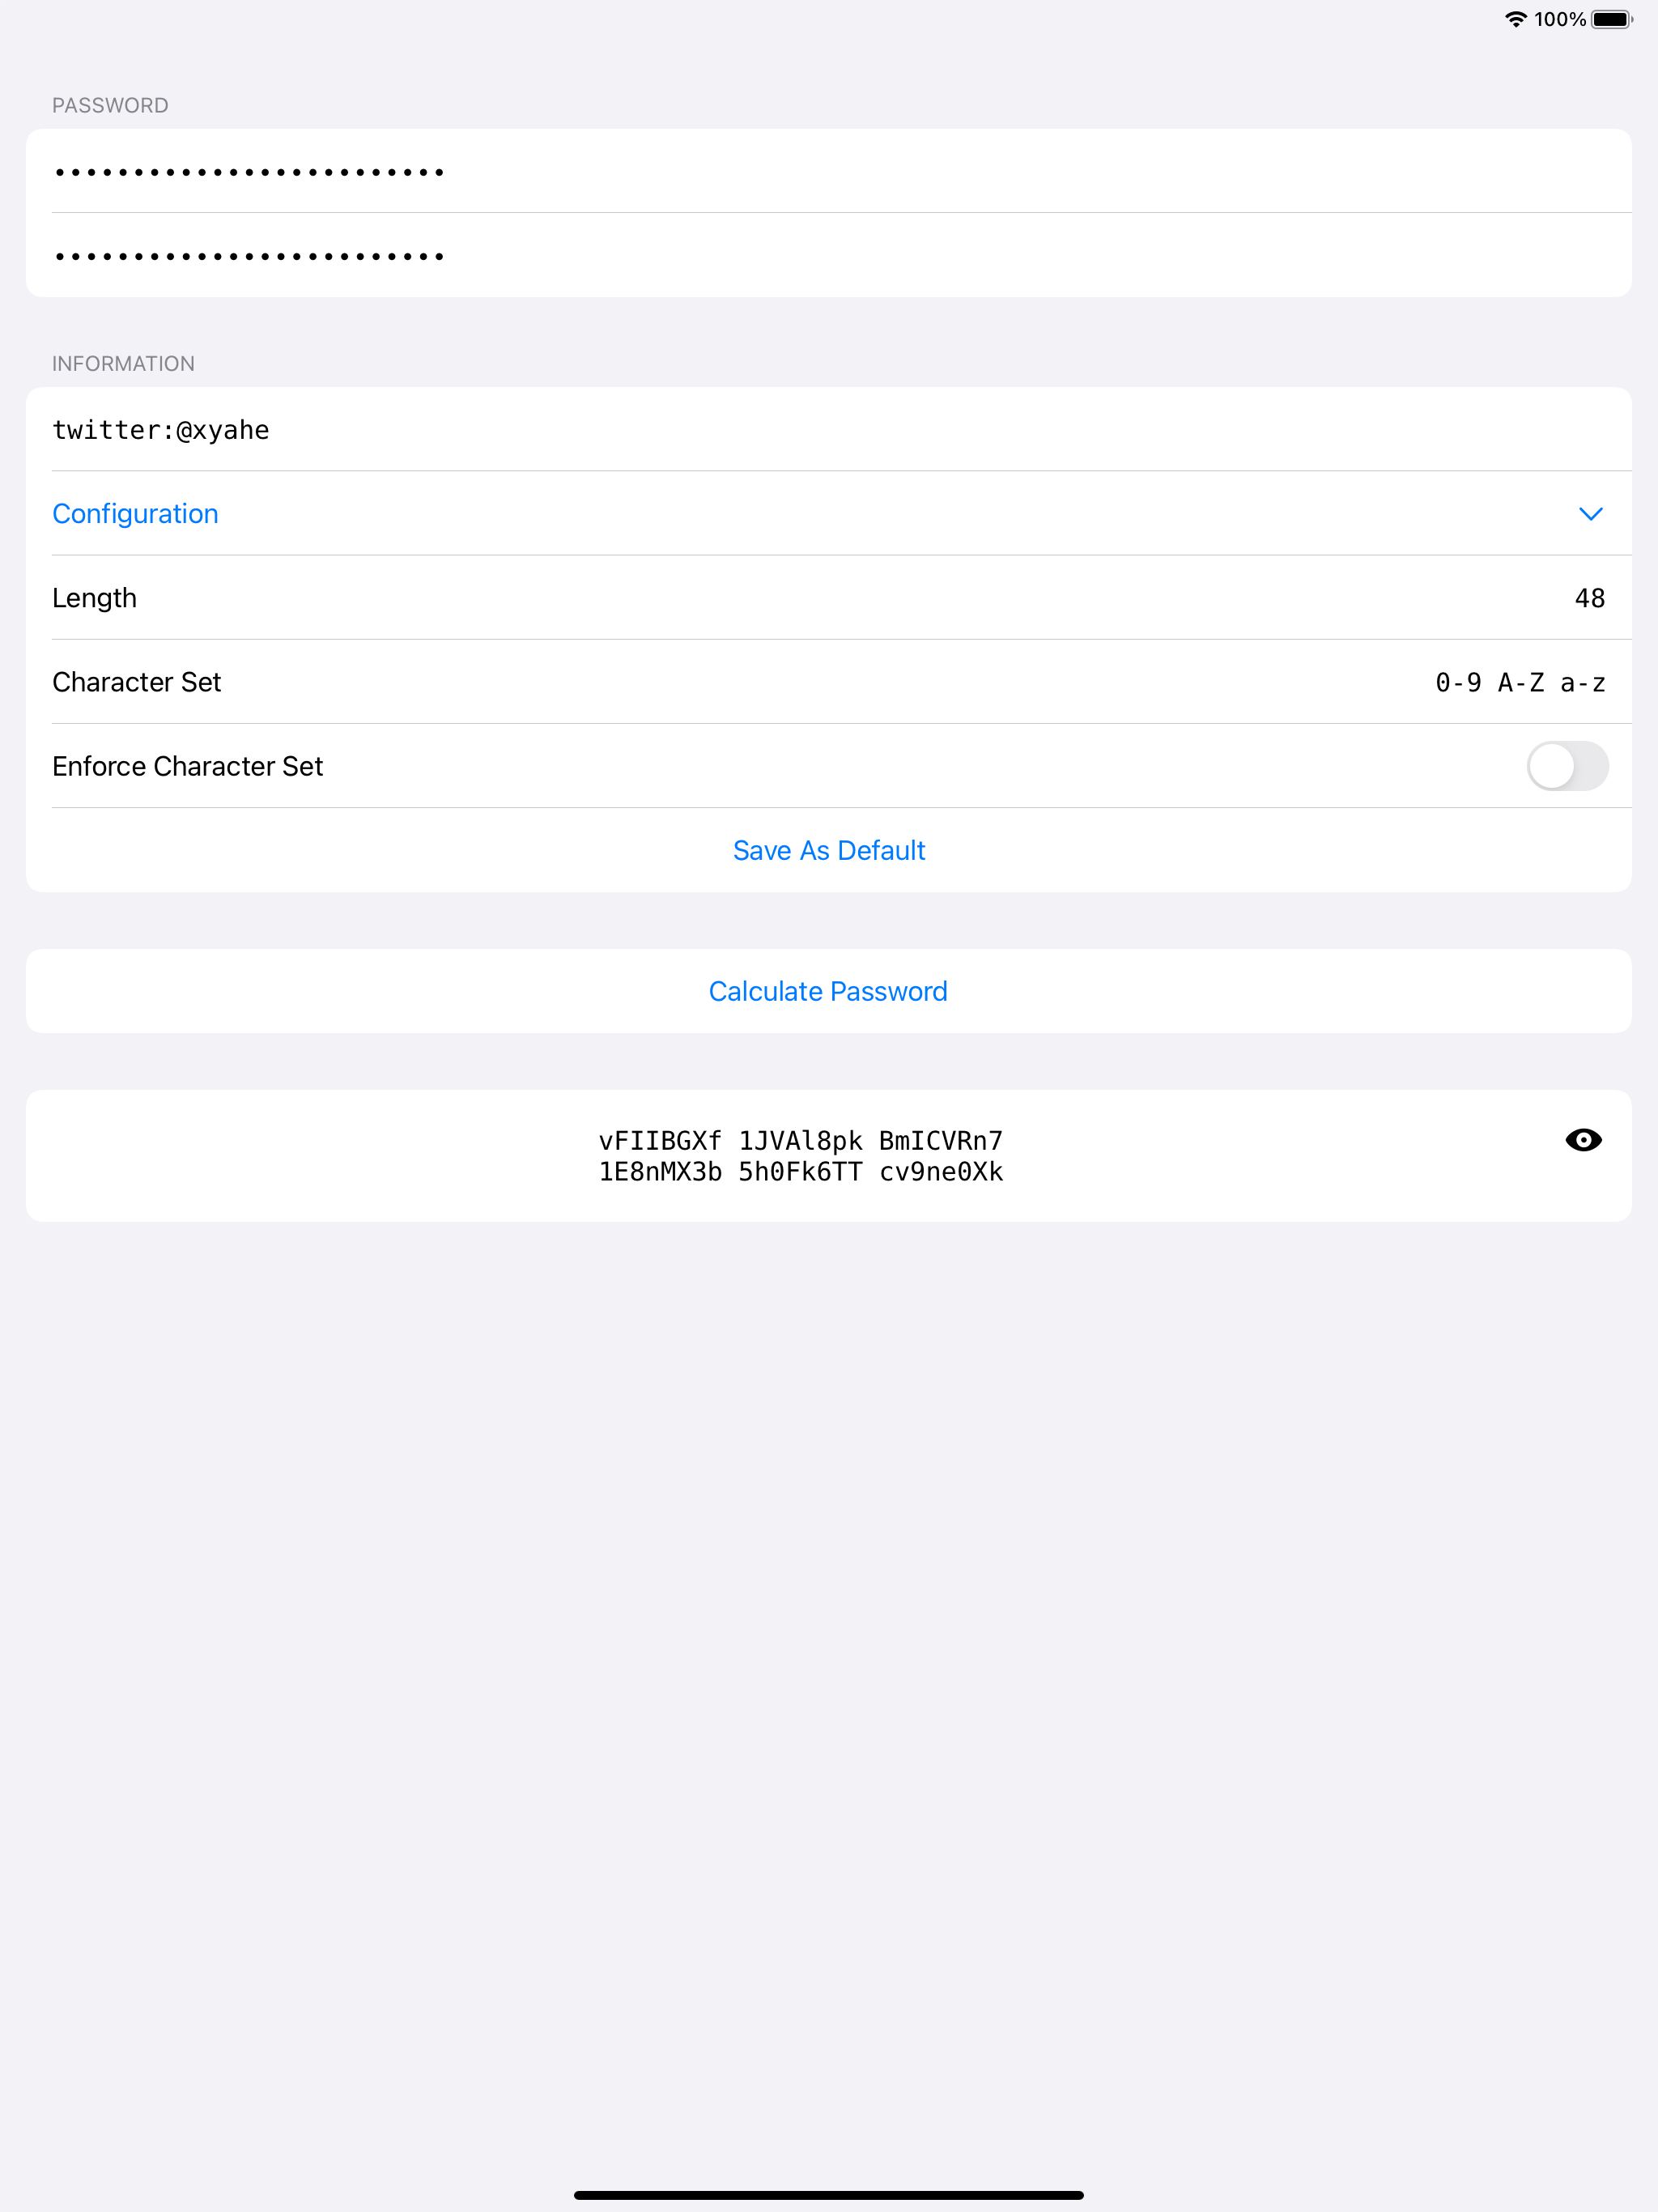 100%
PASSWORD
•••••••••••••••••••••••••
•••••••••••••••••••••••••
INFORMATION
twitter:@xyahe
Configuration
Length 48
Character Set 0-9 A-Z a-z
Enforce Character Set
Save As Default
Calculate Password
vFIIBGXf 1JVAl8pk BmICVRn7
1E8nMX3b 5h0Fk6TT cv9ne0Xk